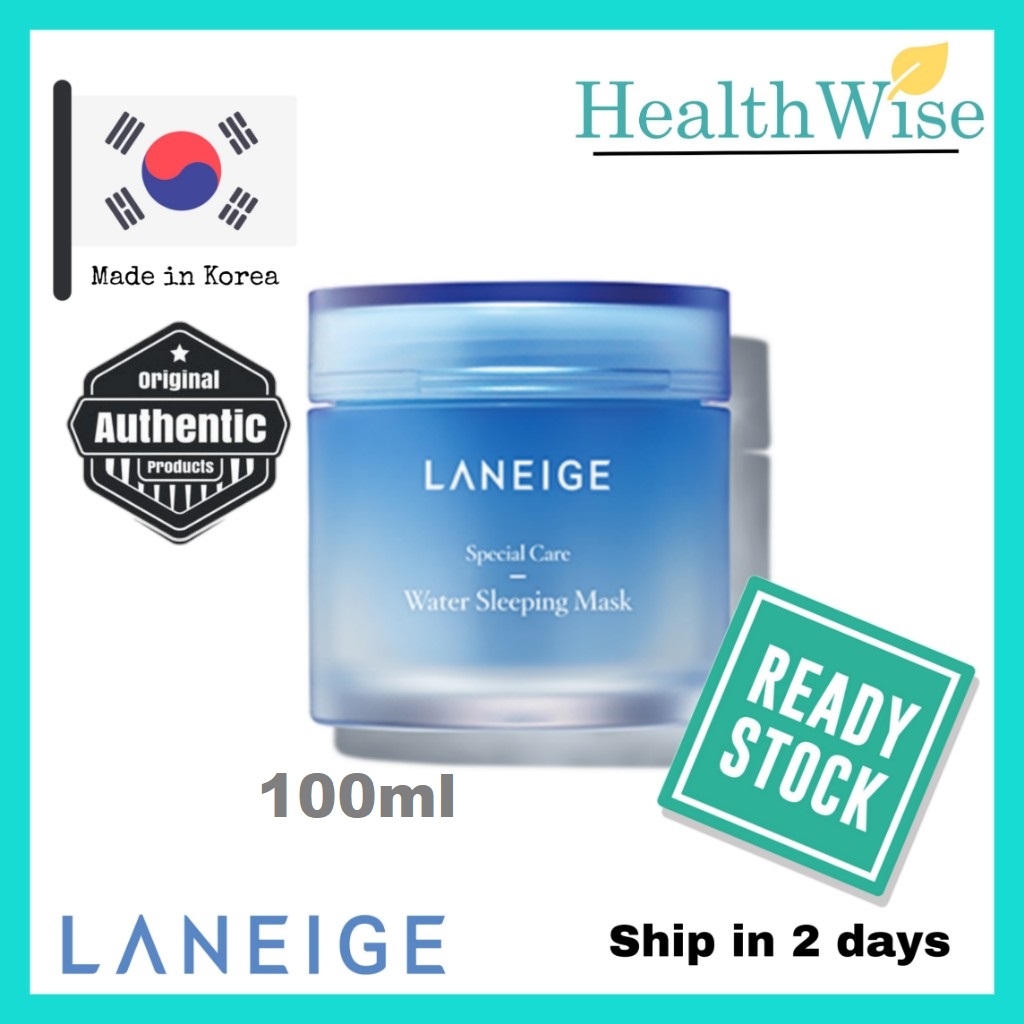 HealthWise
Made in Korea
Original
Authentic
Products
LANEIGE
Special Care
Water Sleeping Mask
READY
STOCK
100ml
LANEIGE
Ship in 2 days